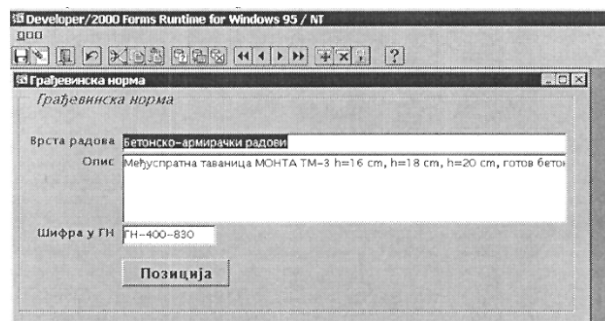 Developer/2000 Forms Runtime for Windows 95 / NT
Грађевинска норма
Грађевинска норма
Врста радова Бетонско-армирачки радови
Опис Међуспратна таваница МОНТА ТМ-3 h=16 cm, h=18 cm, h=20 cm, готов бетон
Шифра у ГН ГН-400-830
Позиција